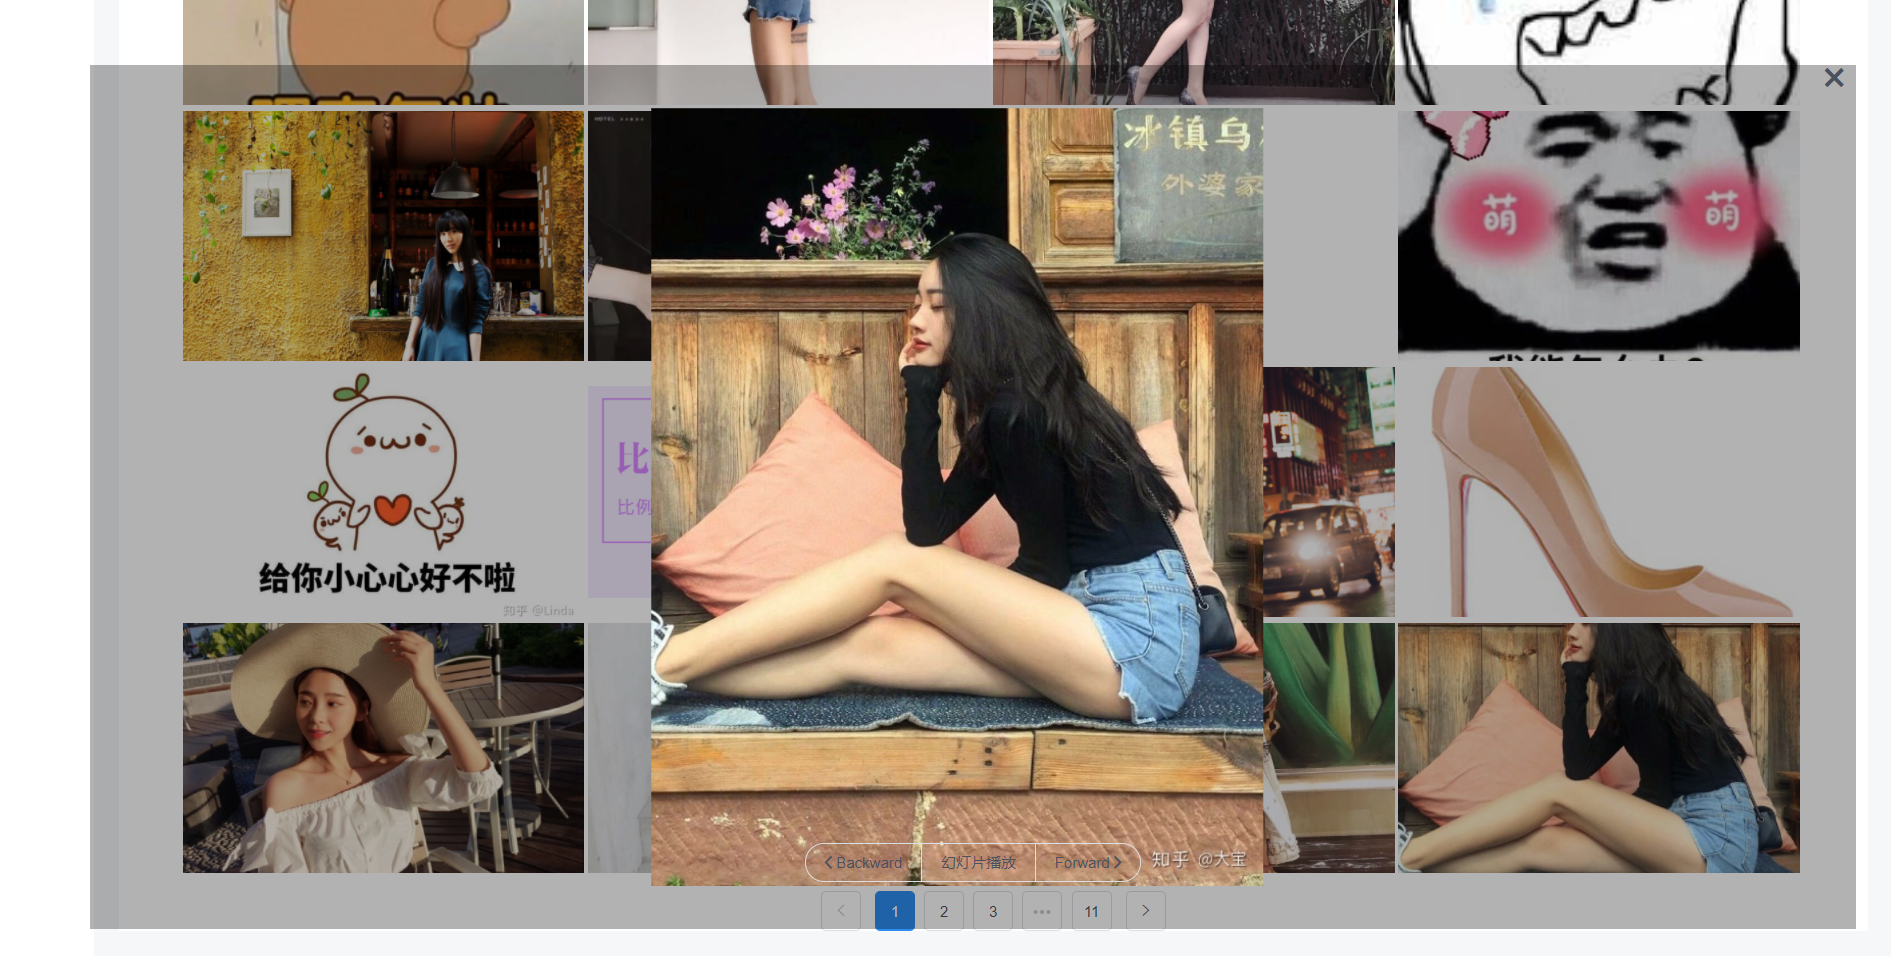 HOTEL
冰镇乌
外婆家
萌
萌
比
比例
给你小心心好不啦
知乎 @Linda
Backward
幻灯片播放
Forward
知乎 @大宝
1
2
3
•••
11